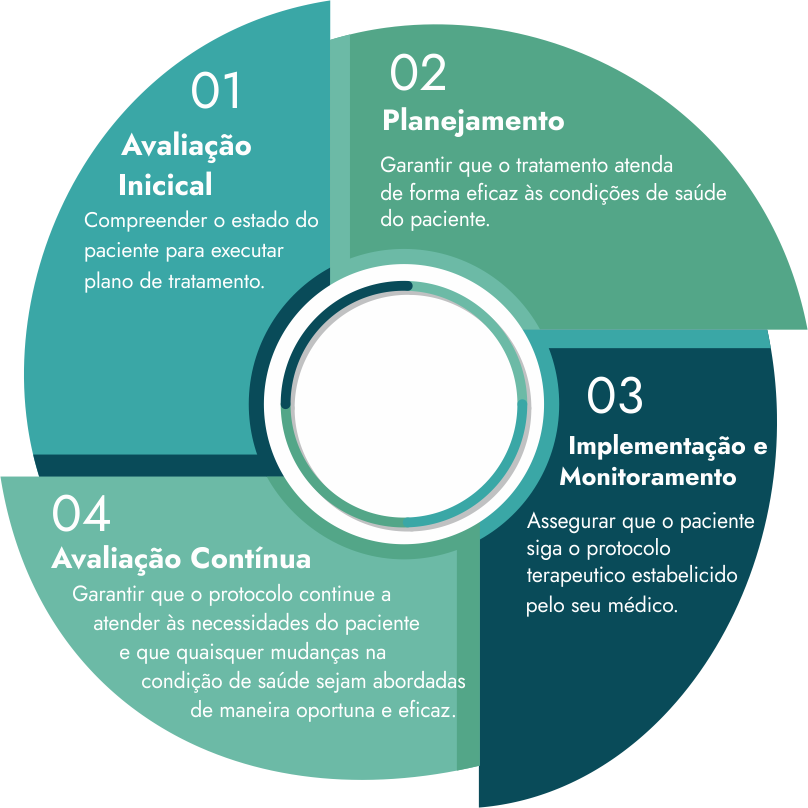 01
Avaliação
Inicical
Compreender o estado do
paciente para executar
plano de tratamento.
02
Planejamento
Garantir que o tratamento atenda
de forma eficaz às condições de saúde
do paciente.
03
Implementação e
Monitoramento
Assegurar que o paciente
siga o protocolo
terapeutico estabelicido
pelo seu médico.
04
Avaliação Contínua
Garantir que o protocolo continue a
atender às necessidades do paciente
e que quaisquer mudanças na
condição de saúde sejam abordadas
de maneira oportuna e eficaz.